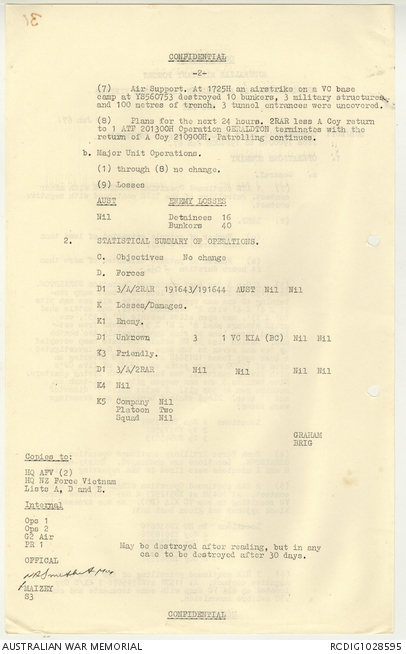 31
CONFIDENTIAL
-2-
(7) Air Support. At 1725H an airstrike on a VC base
camp at YS560753 destroyed 10 bunkers, 3 military structures
and 100 metres of trench. 3 tunnel entrances were uncovered.
(8) Plans for the next 24 hours. 2RAR less A Coy return
to 1 ATF 201300H Operation GERALDTON terminates with the
return of A Coy 210900H. Patrolling continues.
b. Major Unit Operations.
(1) through (8) no change.
(9) Losses
AUST ENEMY LOSSES
Nil Detainees 16
Bunkers 40
2. STATISTICAL SUMMARY OF OPERATIONS.
C. Objectives No change
D. Forces
D1 3/A/2RAR 191643/191644 AUST Nil Nil
E Losses/Damages.
K1 Enemy.
D1 Unknown 3 1 VC KIA (BC) Nil Nil
K3 Friendly.
D1 3/A/2RAR Nil Nil Nil Nil
K4 Nil
K5 Company Nil
Platoon Two
Squad Nil
GRAHAM
BRIG
Copies to:
HQ AFV (2)
HQ NZ Force Vietnam
Lists A, D and E.
Internal
Ops 1
Ops 2
G2 Air
PR 1
May be destroyed after reading, but in any
case to be destroyed after 30 days.
OFFICAL
MAIZEY
S3
CONFIDENTIAL
AUSTRALIAN WAR MEMORIAL
RCDIG1028595